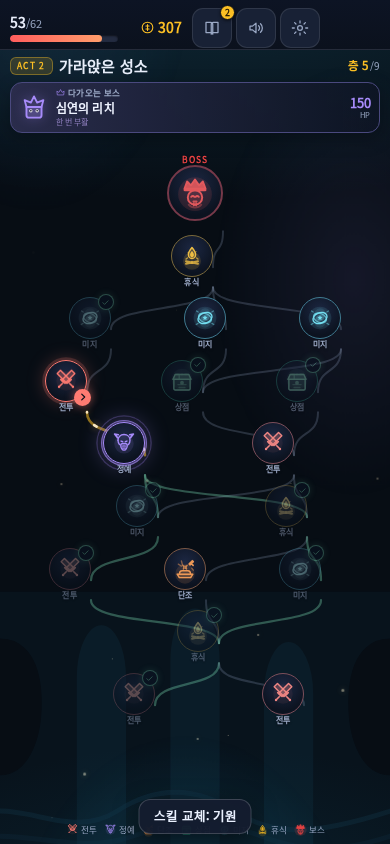 53/62
307
2
ACT 2 가라앉은 성소
층 5/9
다가오는 보스
심연의 리치
한 번 부활
150
HP
BOSS
휴식
미지 미지 미지
전투 상점 상점
정예 전투
미지 휴식
전투 단조 미지
휴식
전투 전투
스킬 교체: 기원
전투 정예 휴식 보스